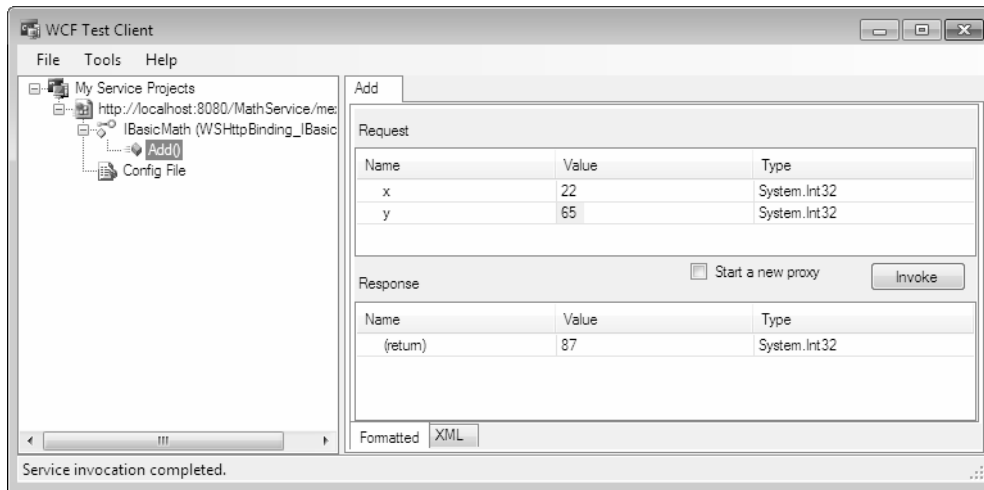 WCF Test Client
File Tools Help
My Service Projects
http://localhost:8080/MathService/mex
IBasicMath (WSHttpBinding_IBasic
Add()
Config File
Add
Request
Name Value Type
x 22 System.Int32
y 65 System.Int32
Start a new proxy Invoke
Response
Name Value Type
(return) 87 System.Int32
Formatted XML
Service invocation completed.